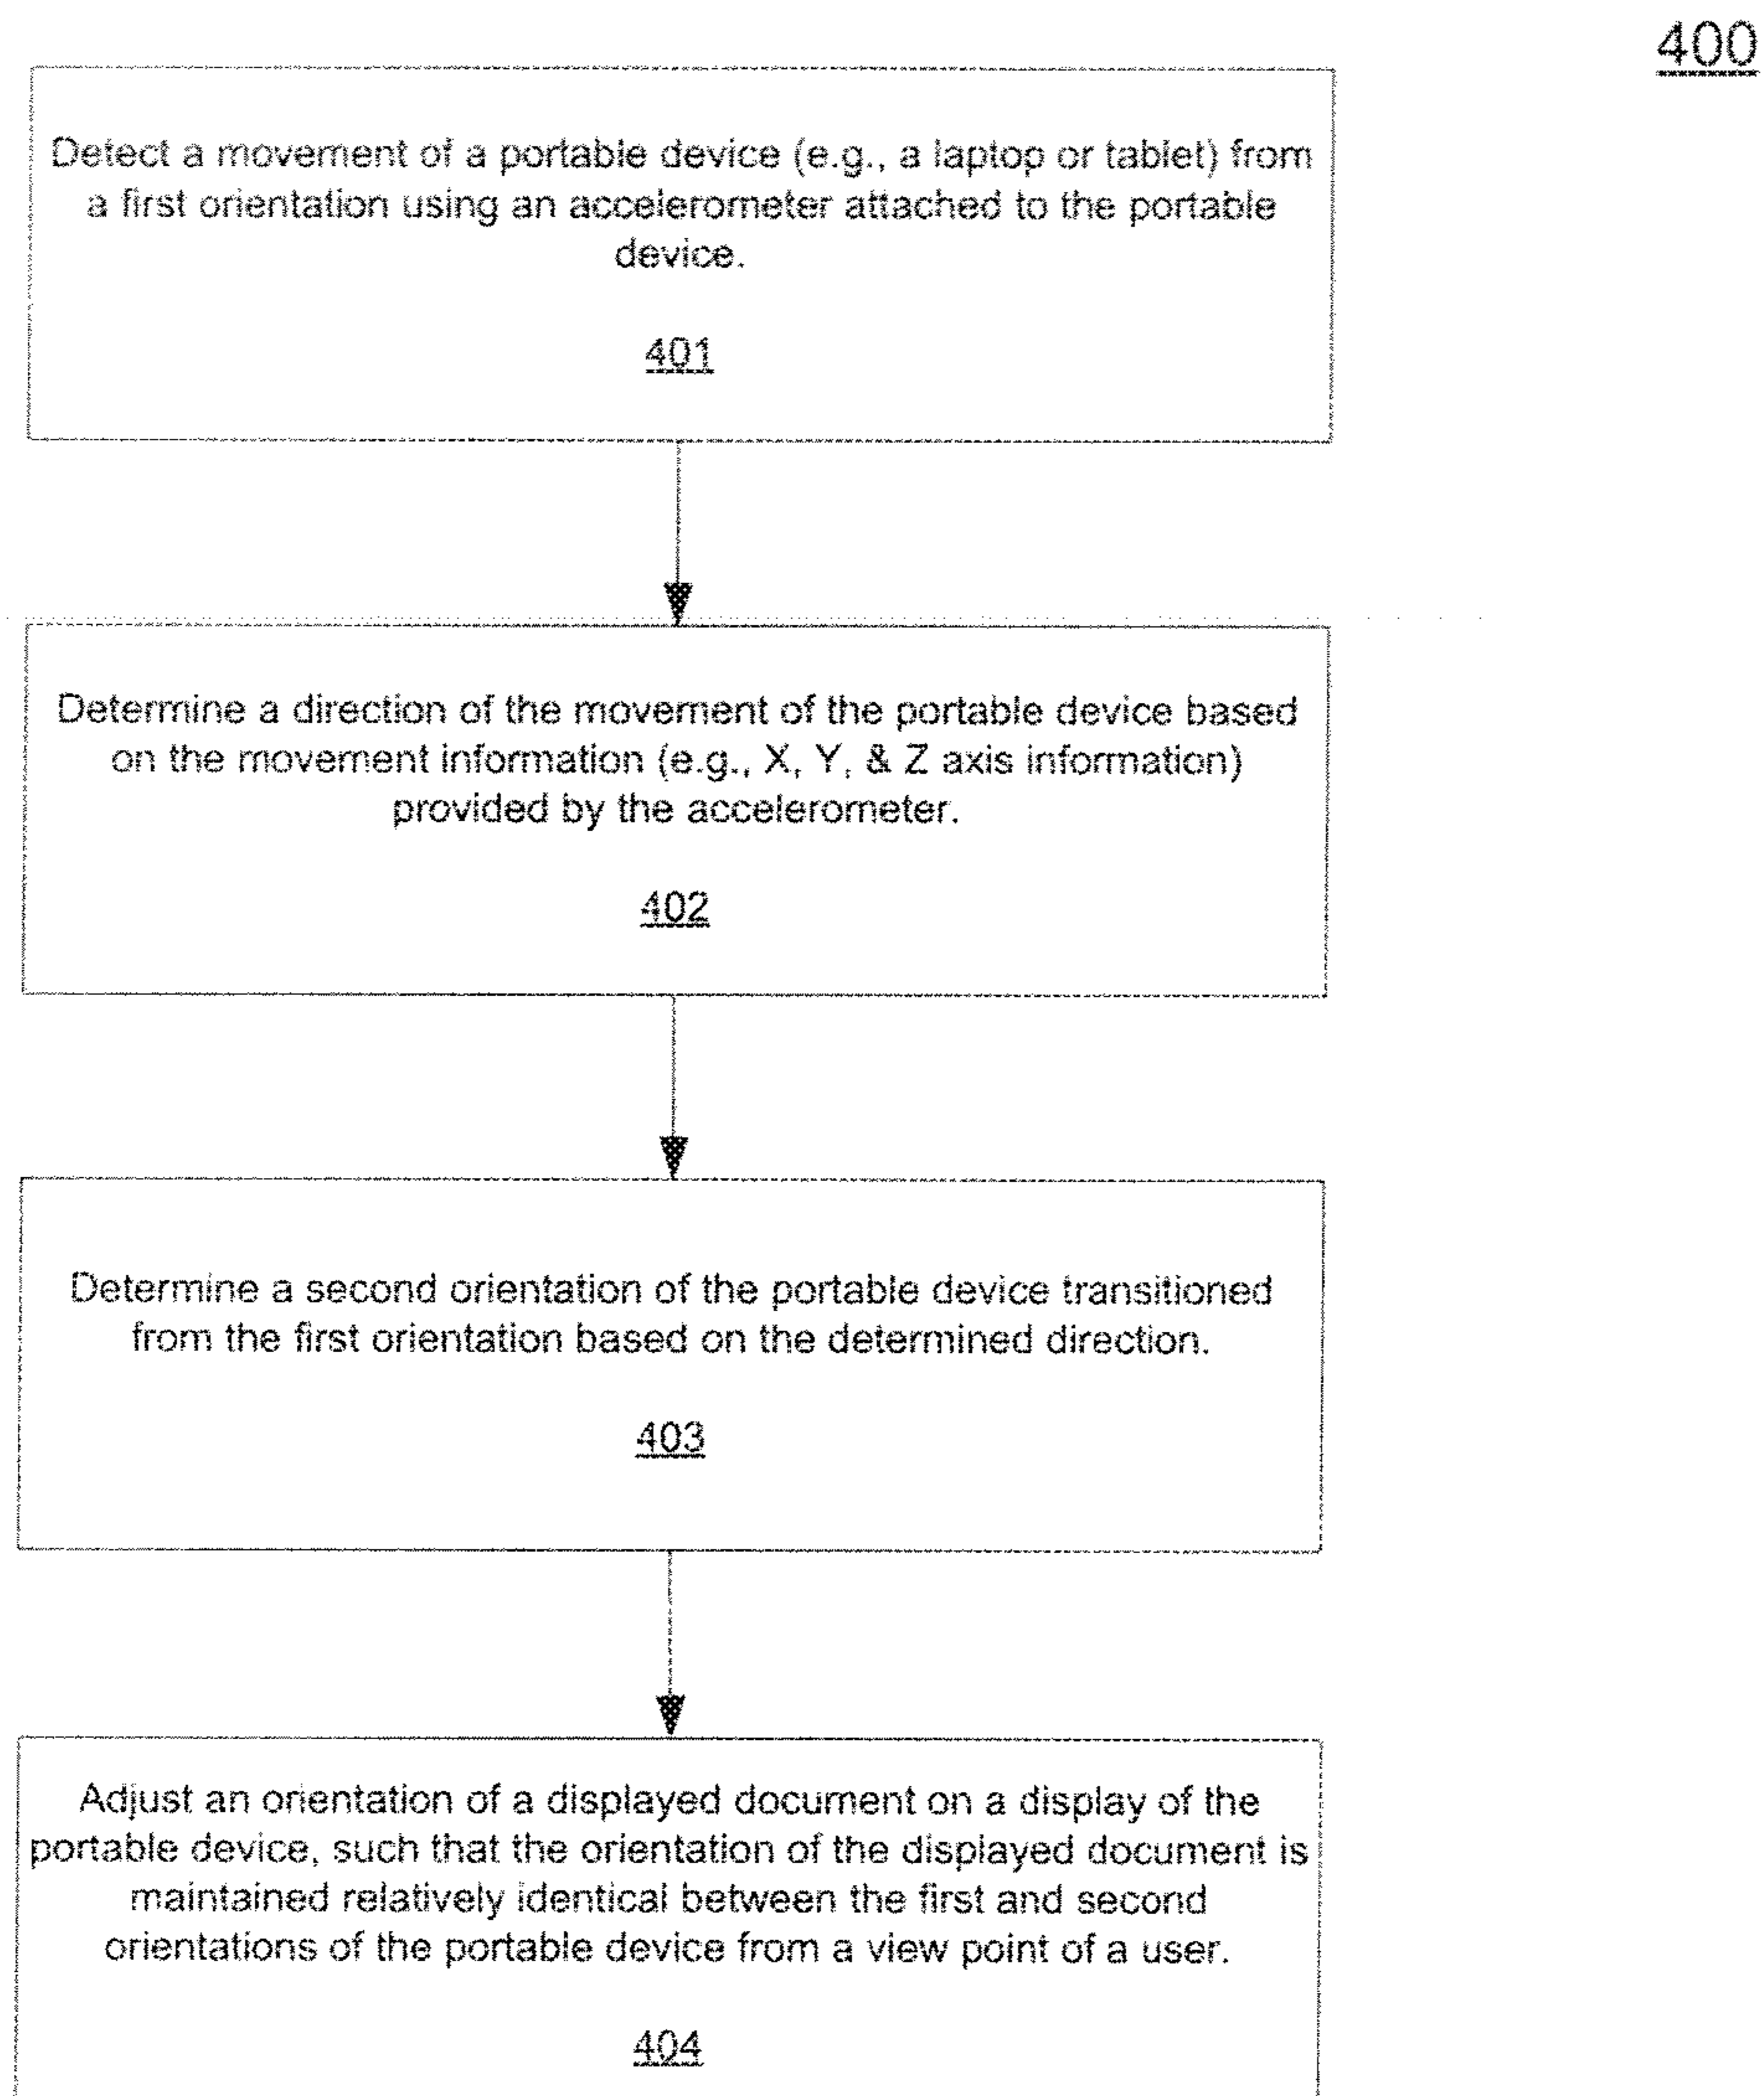 400
Detect a movement of a portable device (e.g., a laptop or tablet) from
a first orientation using an accelerometer attached to the portable
device.
401
Determine a direction of the movement of the portable device based
on the movement information (e.g., X, Y, & Z axis information)
provided by the accelerometer.
402
Determine a second orientation of the portable device transitioned
from the first orientation based on the determined direction.
403
Adjust an orientation of a displayed document on a display of the
portable device, such that the orientation of the displayed document is
maintained relatively identical between the first and second
orientations of the portable device from a view point of a user.
404